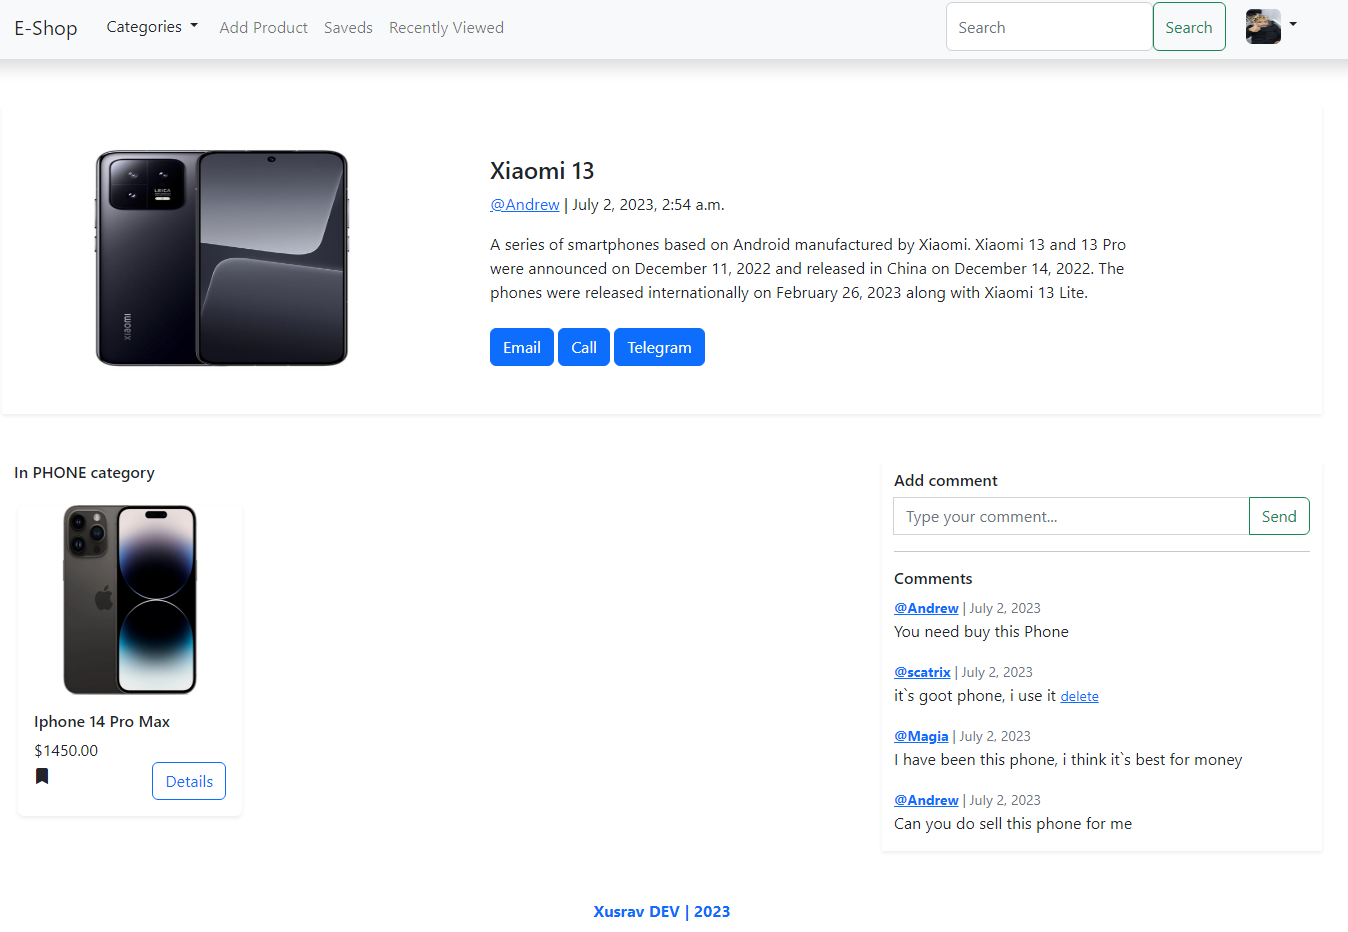 E-Shop
Categories
Add Product
Saveds
Recently Viewed
Search
Search
LEICA
xiaomi
Xiaomi 13
@Andrew | July 2, 2023, 2:54 a.m.
A series of smartphones based on Android manufactured by Xiaomi. Xiaomi 13 and 13 Pro
were announced on December 11, 2022 and released in China on December 14, 2022. The
phones were released internationally on February 26, 2023 along with Xiaomi 13 Lite.
Email
Call
Telegram
In PHONE category
Iphone 14 Pro Max
$1450.00
Details
Add comment
Type your comment...
Send
Comments
@Andrew | July 2, 2023
You need buy this Phone
@scatrix | July 2, 2023
it`s goot phone, i use it delete
@Magia | July 2, 2023
I have been this phone, i think it`s best for money
@Andrew | July 2, 2023
Can you do sell this phone for me
Xusrav DEV | 2023